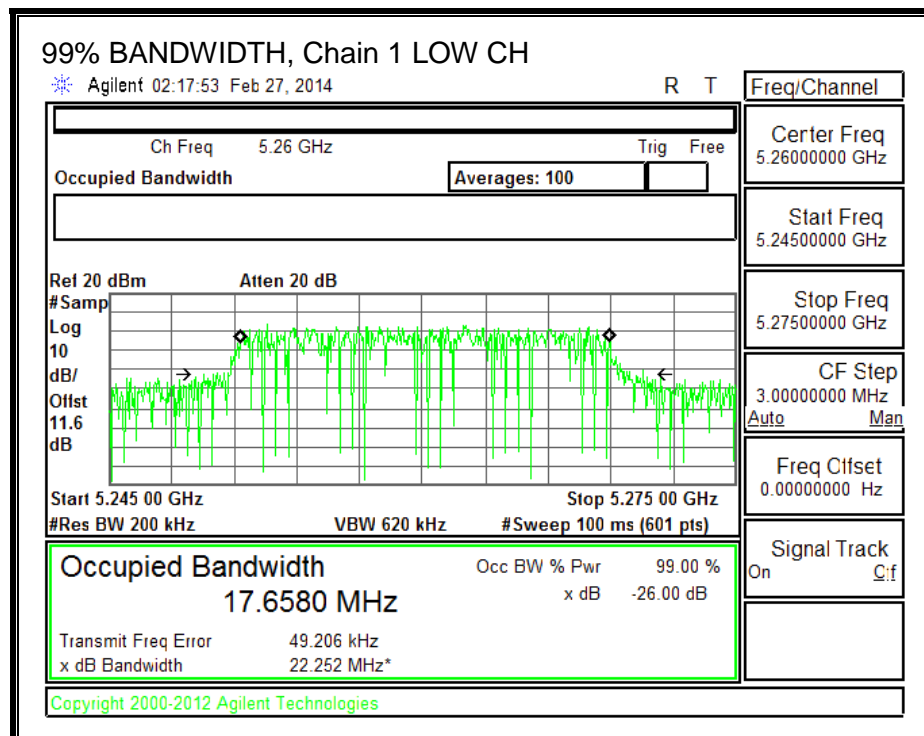 99% BANDWIDTH, Chain 1 LOW CH
Agilent 02:17:53 Feb 27, 2014 R T
Freq/Channel
Ch Freq 5.26 GHz Trig Free
Occupied Bandwidth Averages: 100
Center Freq
5.26000000 GHz
Start Freq
5.24500000 GHz
Stop Freq
5.27500000 GHz
CF Step
3.00000000 MHz
Auto Man
Freq Offset
0.00000000 Hz
Signal Track
On Off
Ref 20 dBm Atten 20 dB
#Samp
Log
10
dB/
Offst
11.6
dB
Start 5.245 00 GHz Stop 5.275 00 GHz
#Res BW 200 kHz VBW 620 kHz #Sweep 100 ms (601 pts)
Occupied Bandwidth
17.6580 MHz
Occ BW % Pwr 99.00 %
x dB -26.00 dB
Transmit Freq Error 49.206 kHz
x dB Bandwidth 22.252 MHz*
Copyright 2000-2012 Agilent Technologies